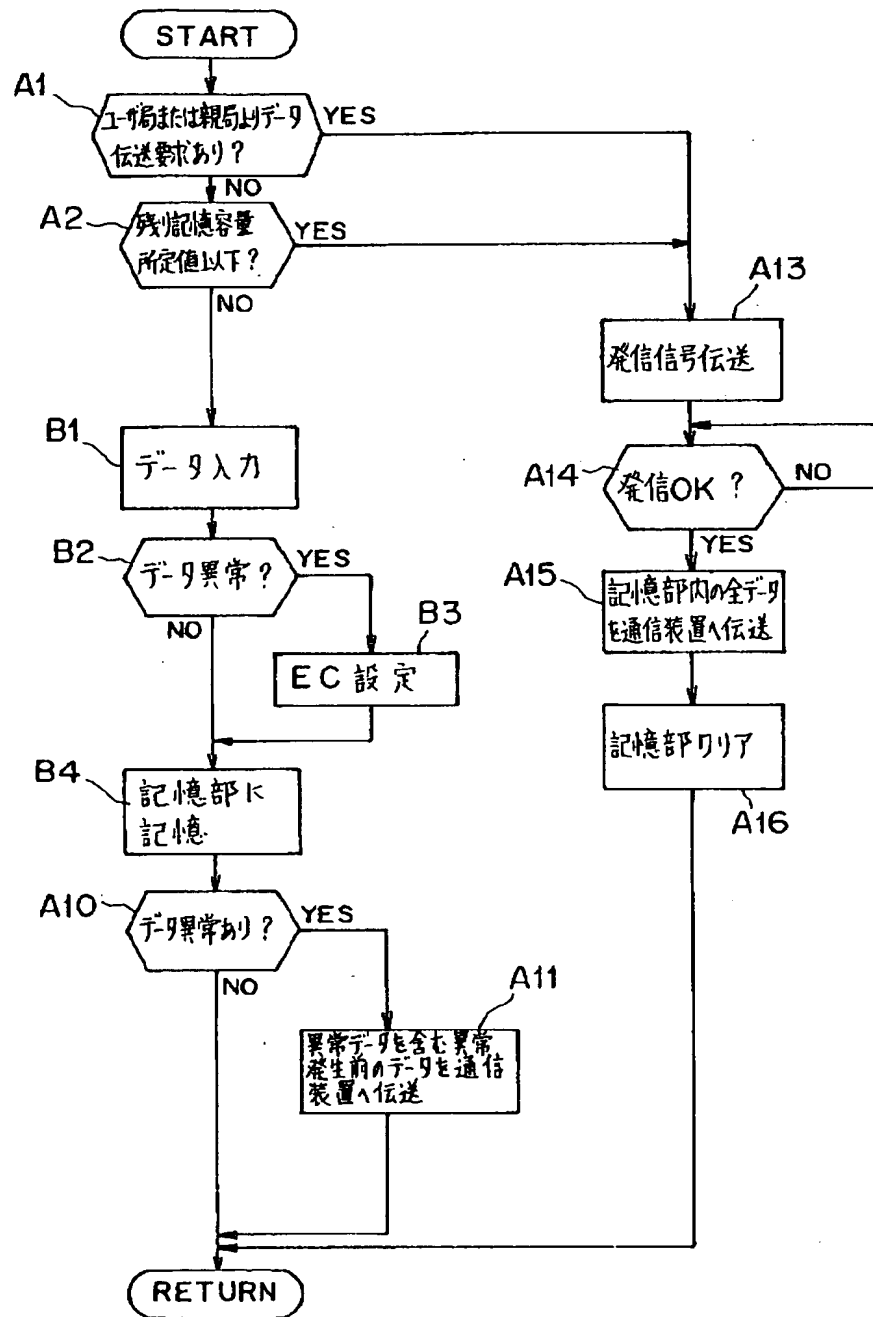 START
A1
ユーザ局または親局よりデータ
伝送要求あり?
YES
NO
A2
残り記憶容量
所定値以下?
YES
NO
A13
発信信号伝送
B1
データ入力
A14
発信OK?
NO
YES
B2
データ異常?
YES
NO
A15
記憶部内の全データ
を通信装置へ伝送
B3
EC設定
記憶部クリア
A16
B4
記憶部に
記憶
A10
データ異常あり?
YES
NO
A11
異常データを含む異常
発生前のデータを通信
装置へ伝送
RETURN